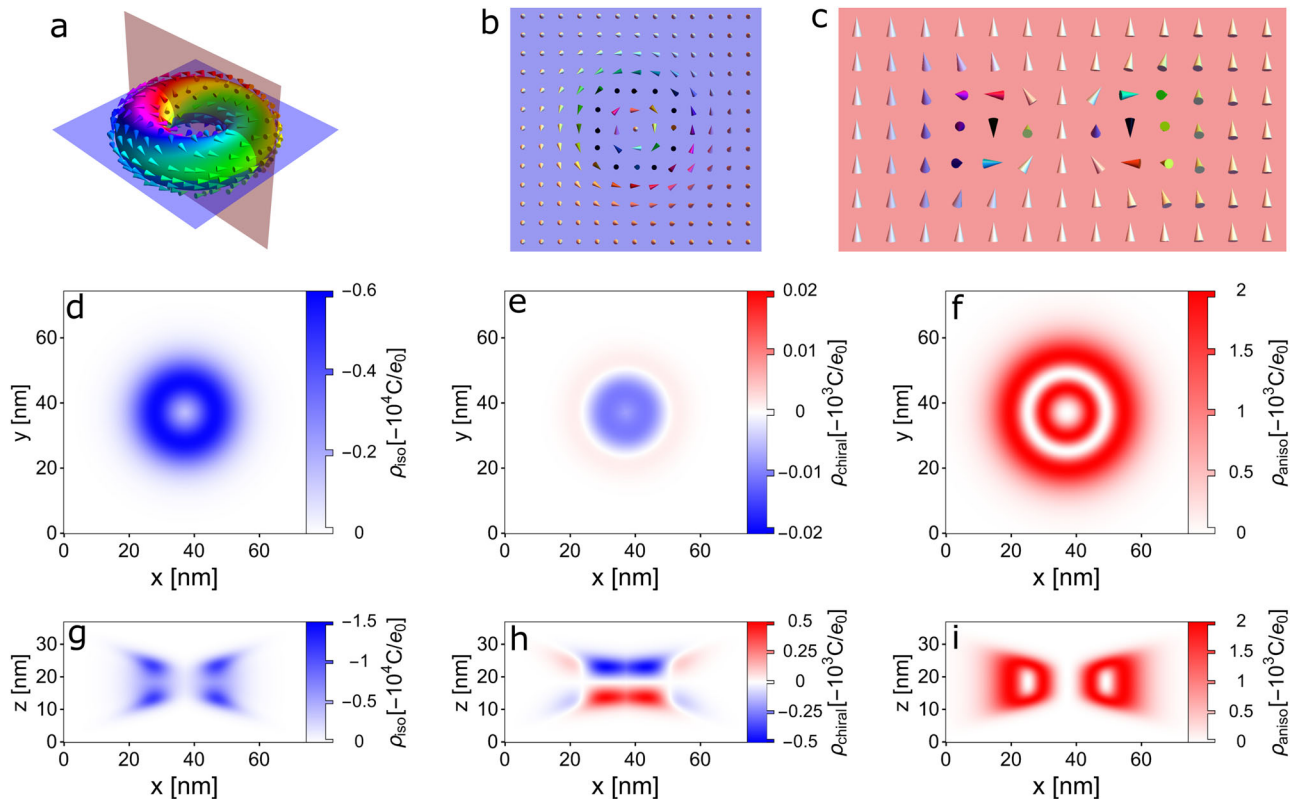 a
b
c
d
y [nm]
60
40
20
0
0 20 40 60
x [nm]
−0.6
−0.4
−0.2
0
ρiso[−10⁴C/e₀]
e
y [nm]
60
40
20
0
0 20 40 60
x [nm]
0.02
0.01
0
−0.01
−0.02
ρchiral[−10³C/e₀]
f
y [nm]
60
40
20
0
0 20 40 60
x [nm]
2
1.5
1
0.5
0
ρaniso[−10³C/e₀]
g
z [nm]
30
20
10
0
0 20 40 60
x [nm]
−1.5
−1
−0.5
0
ρiso[−10⁴C/e₀]
h
z [nm]
30
20
10
0
0 20 40 60
x [nm]
0.5
0.25
0
−0.25
−0.5
ρchiral[−10³C/e₀]
i
z [nm]
30
20
10
0
0 20 40 60
x [nm]
2
1.5
1
0.5
0
ρaniso[−10³C/e₀]